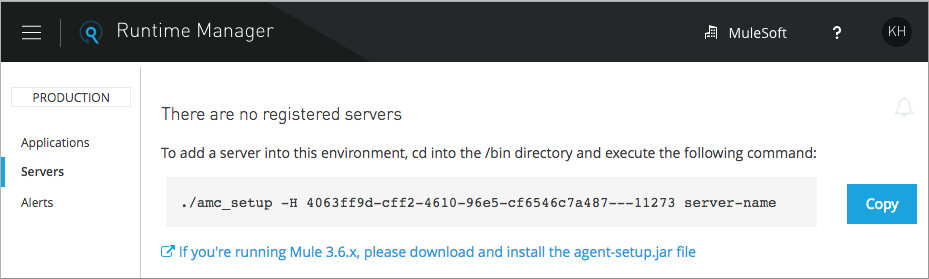 Runtime Manager
MuleSoft
?
KH
PRODUCTION
Applications
Servers
Alerts
There are no registered servers
To add a server into this environment, cd into the /bin directory and execute the following command:
./amc_setup -H 4063ff9d-cff2-4610-96e5-cf6546c7a487---11273 server-name
Copy
If you're running Mule 3.6.x, please download and install the agent-setup.jar file